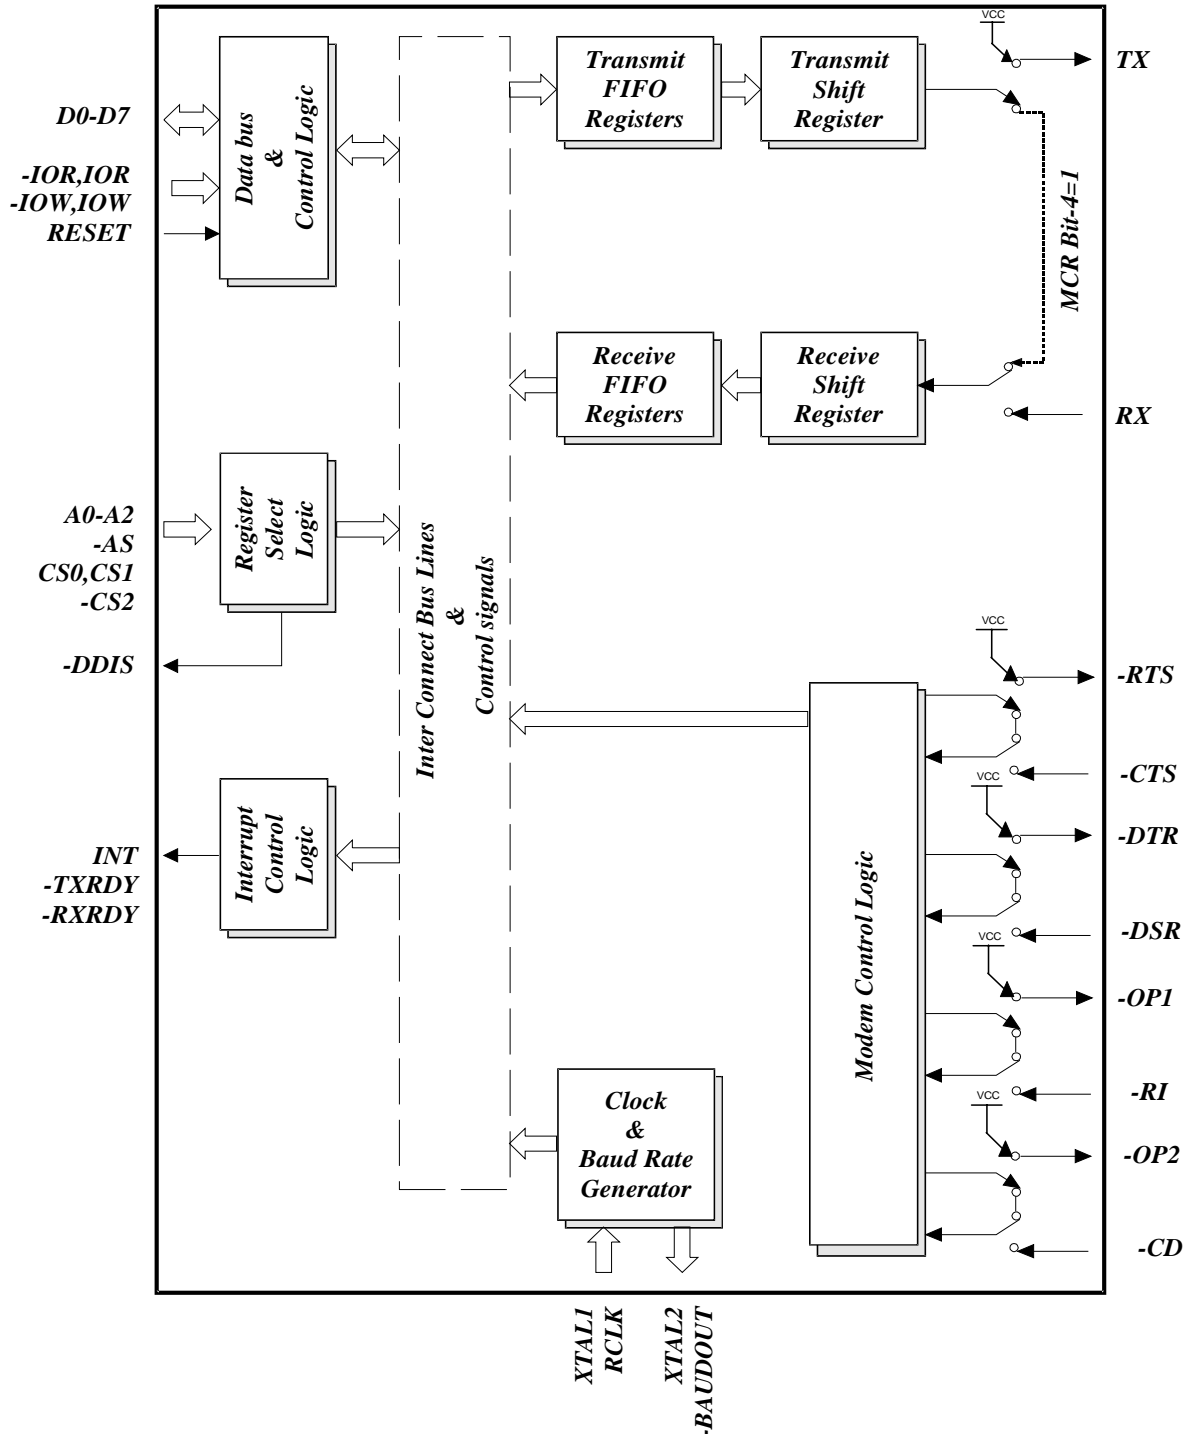 D0-D7
-IOR,IOR
-IOW,IOW
RESET
Data bus
&
Control Logic
A0-A2
-AS
CS0,CS1
-CS2
-DDIS
Register
Select
Logic
INT
-TXRDY
-RXRDY
Interrupt
Control
Logic
Inter Connect Bus Lines
&
Control signals
Transmit
FIFO
Registers
Transmit
Shift
Register
VCC
TX
MCR Bit-4=1
Receive
FIFO
Registers
Receive
Shift
Register
RX
Clock
&
Baud Rate
Generator
XTAL1
RCLK
XTAL2
-BAUDOUT
Modem Control Logic
VCC
-RTS
-CTS
VCC
-DTR
-DSR
VCC
-OP1
-RI
VCC
-OP2
-CD